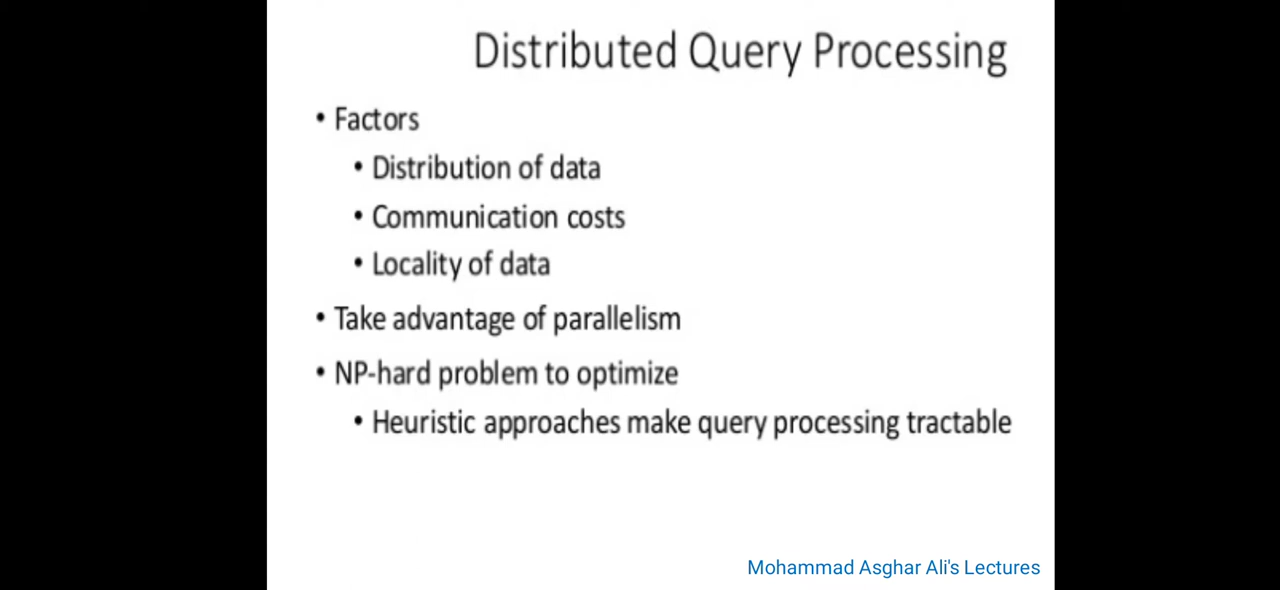 Distributed Query Processing
• Factors
• Distribution of data
• Communication costs
• Locality of data
• Take advantage of parallelism
• NP-hard problem to optimize
• Heuristic approaches make query processing tractable
Mohammad Asghar Ali's Lectures